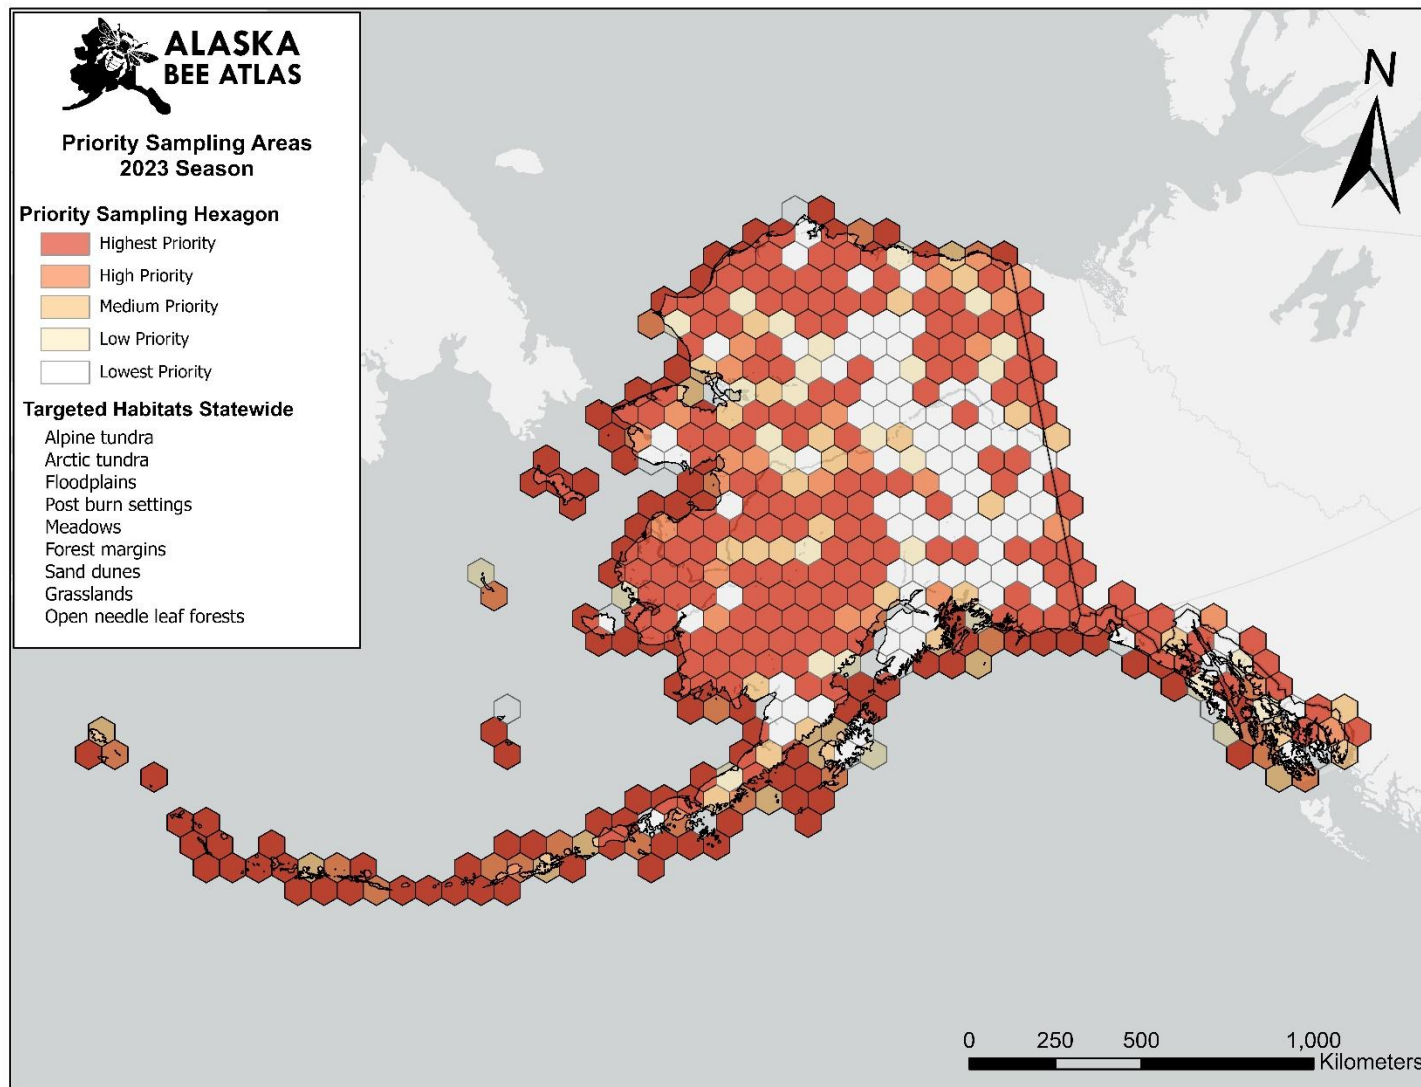 ALASKA
BEE ATLAS
Priority Sampling Areas
2023 Season
Priority Sampling Hexagon
Highest Priority
High Priority
Medium Priority
Low Priority
Lowest Priority
Targeted Habitats Statewide
Alpine tundra
Arctic tundra
Floodplains
Post burn settings
Meadows
Forest margins
Sand dunes
Grasslands
Open needle leaf forests
N
0 250 500 1,000
Kilometers